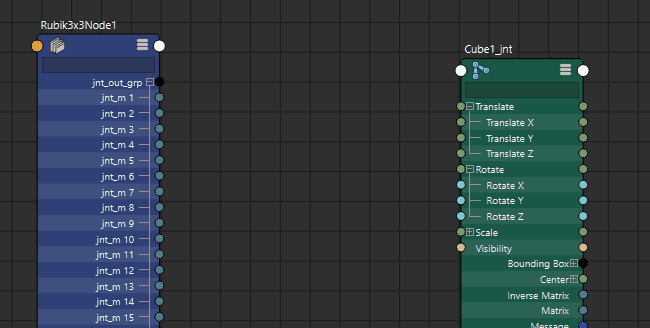 Rubik3x3Node1
jnt_out_grp
jnt_m 1
jnt_m 2
jnt_m 3
jnt_m 4
jnt_m 5
jnt_m 6
jnt_m 7
jnt_m 8
jnt_m 9
jnt_m 10
jnt_m 11
jnt_m 12
jnt_m 13
jnt_m 14
jnt_m 15
Cube1_jnt
Translate
Translate X
Translate Y
Translate Z
Rotate
Rotate X
Rotate Y
Rotate Z
Scale
Visibility
Bounding Box
Center
Inverse Matrix
Matrix
Message